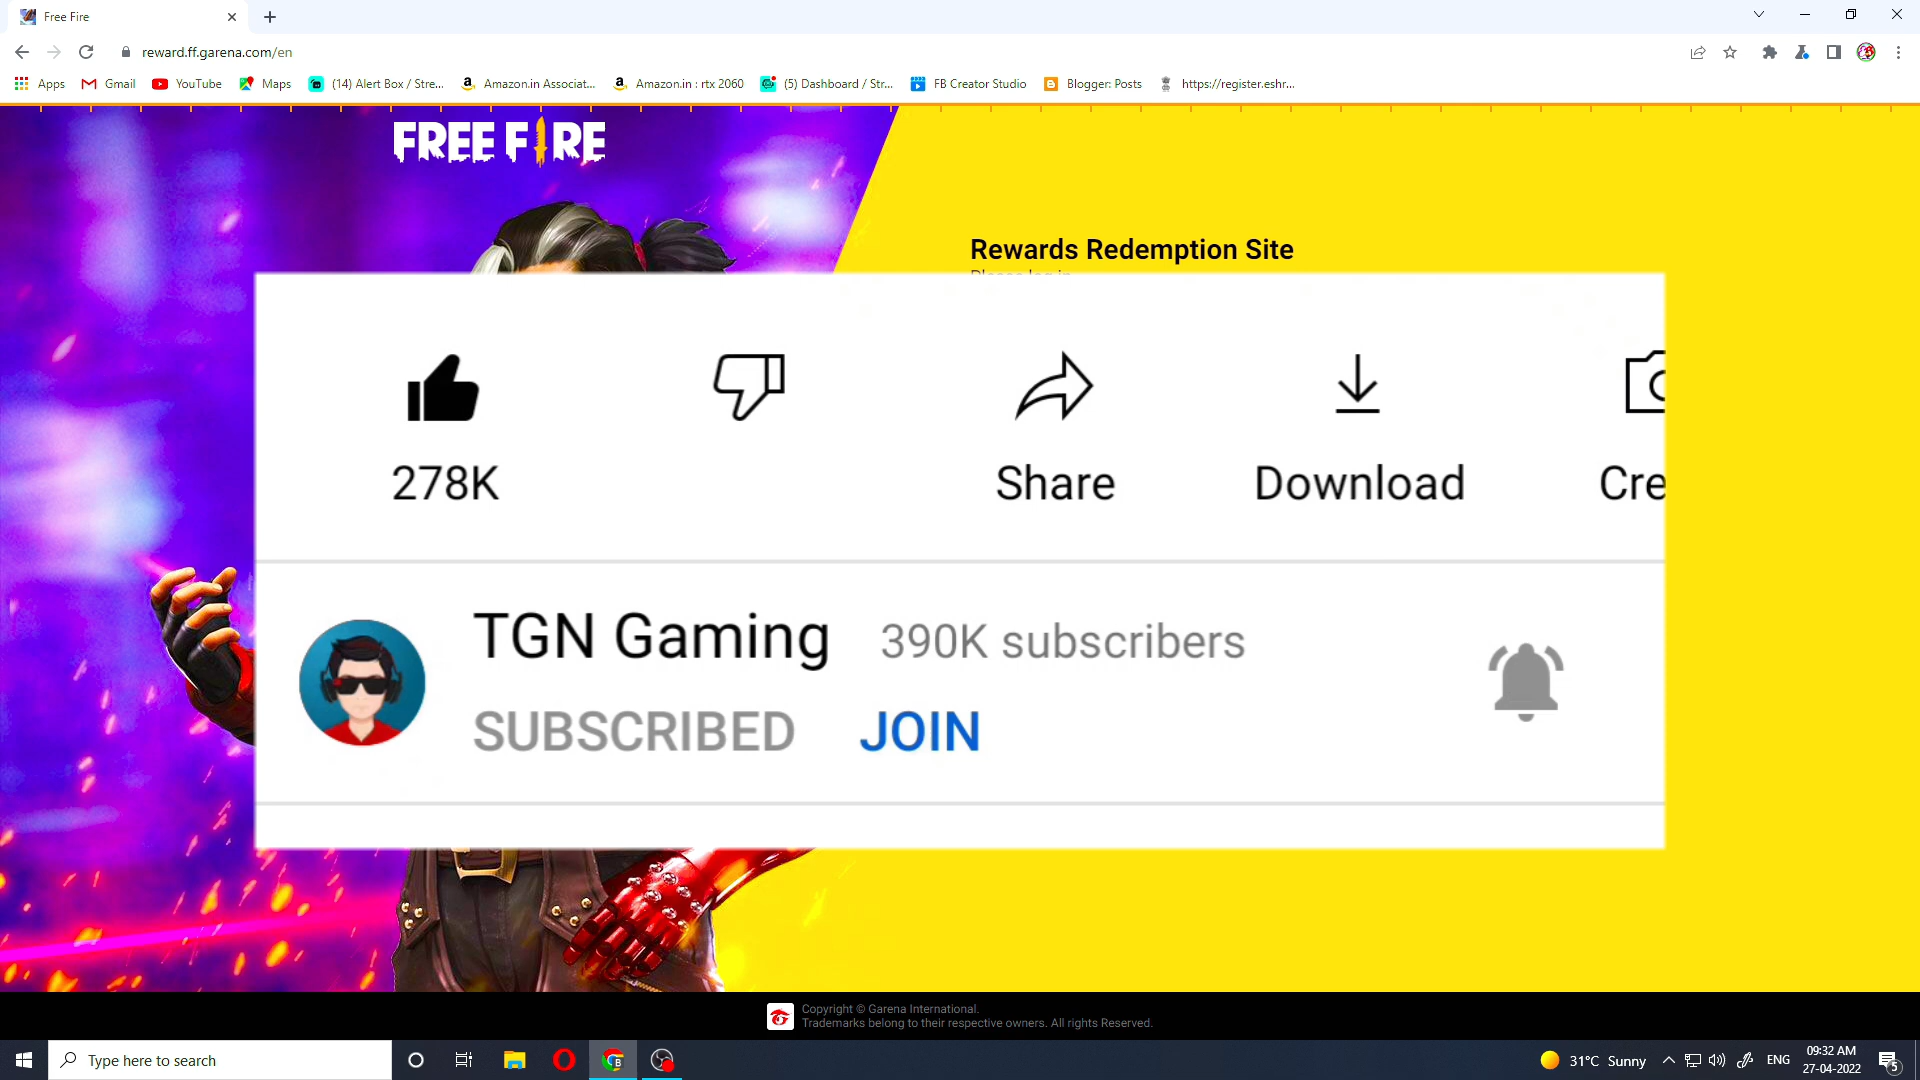 Free Fire
reward.ff.garena.com/en
Apps Gmail YouTube Maps (14) Alert Box / Stre... Amazon.in Associat... Amazon.in : rtx 2060 (5) Dashboard / Str... FB Creator Studio Blogger: Posts https://register.eshr...
FREE FIRE
Rewards Redemption Site
278K
Share
Download
Cre
TGN Gaming 390K subscribers
SUBSCRIBED JOIN
Copyright © Garena International.
Trademarks belong to their respective owners. All rights Reserved.
Type here to search
31°C Sunny
ENG
09:32 AM
27-04-2022
5